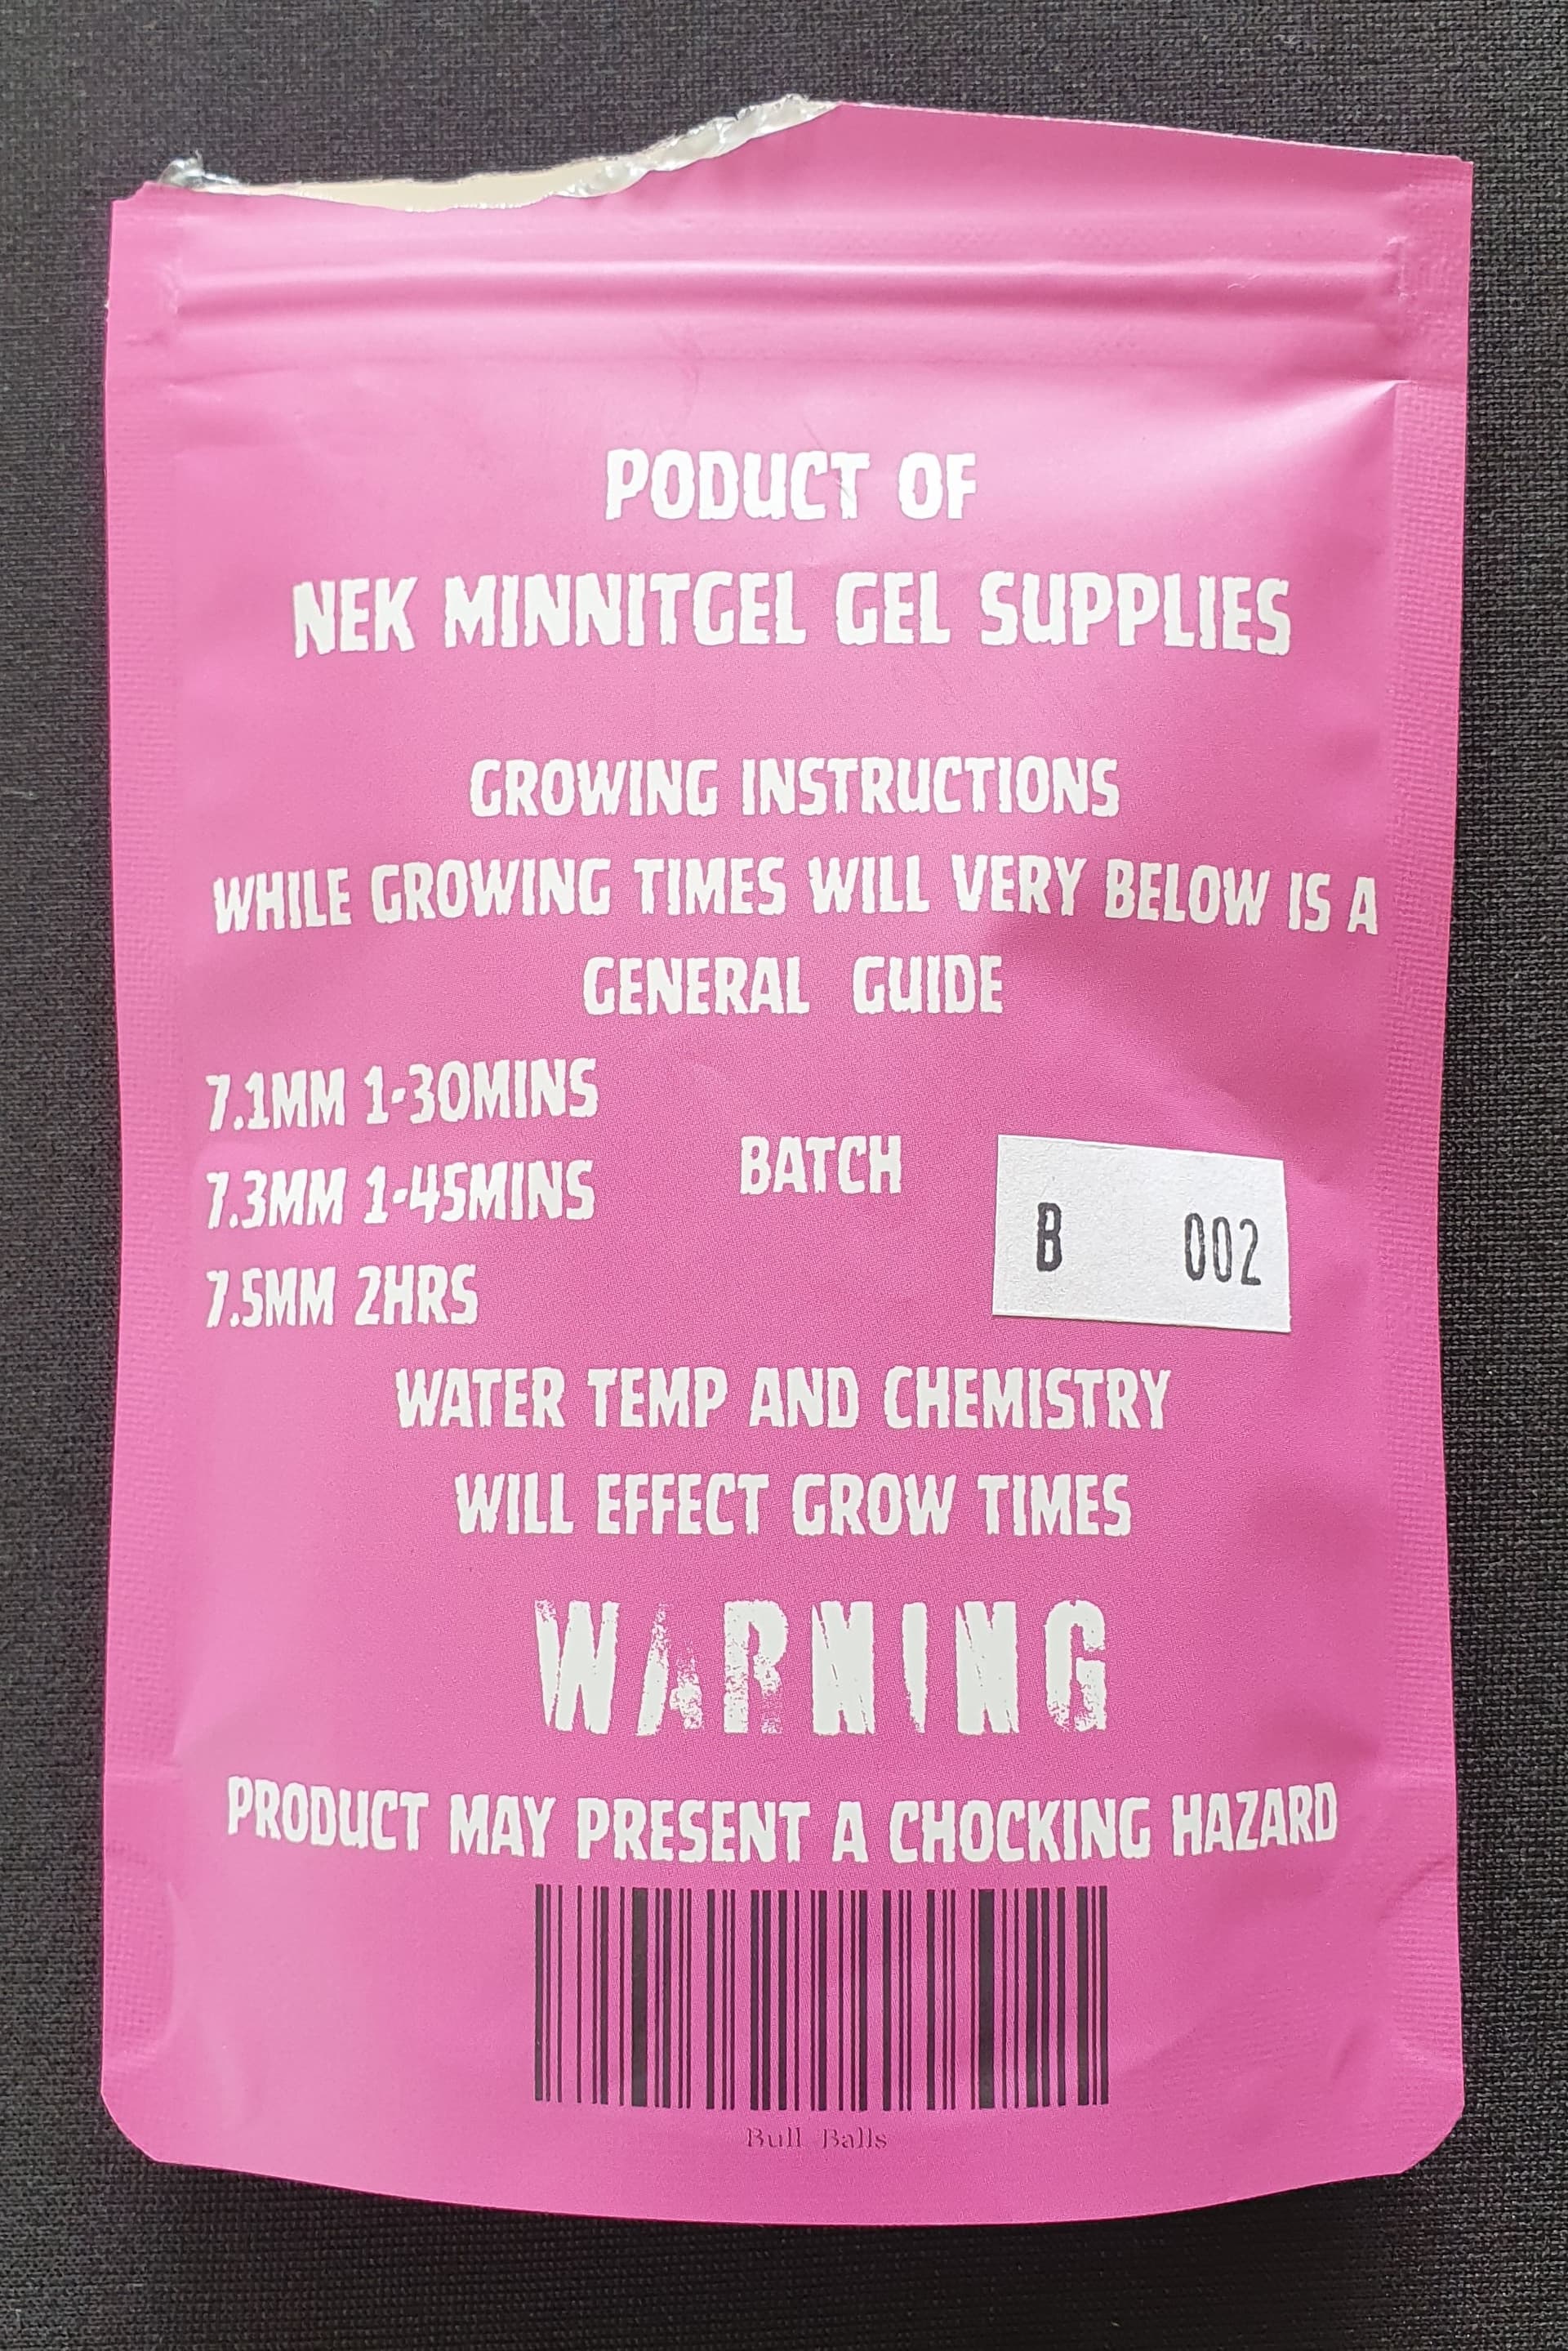 PODUCT OF
NEK MINNITGEL GEL SUPPLIES
GROWING INSTRUCTIONS
WHILE GROWING TIMES WILL VERY BELOW IS A
GENERAL GUIDE
7.1MM 1-30MINS
7.3MM 1-45MINS
7.5MM 2HRS
BATCH
B 002
WATER TEMP AND CHEMISTRY
WILL EFFECT GROW TIMES
WARNING
PRODUCT MAY PRESENT A CHOCKING HAZARD
Bull Balls